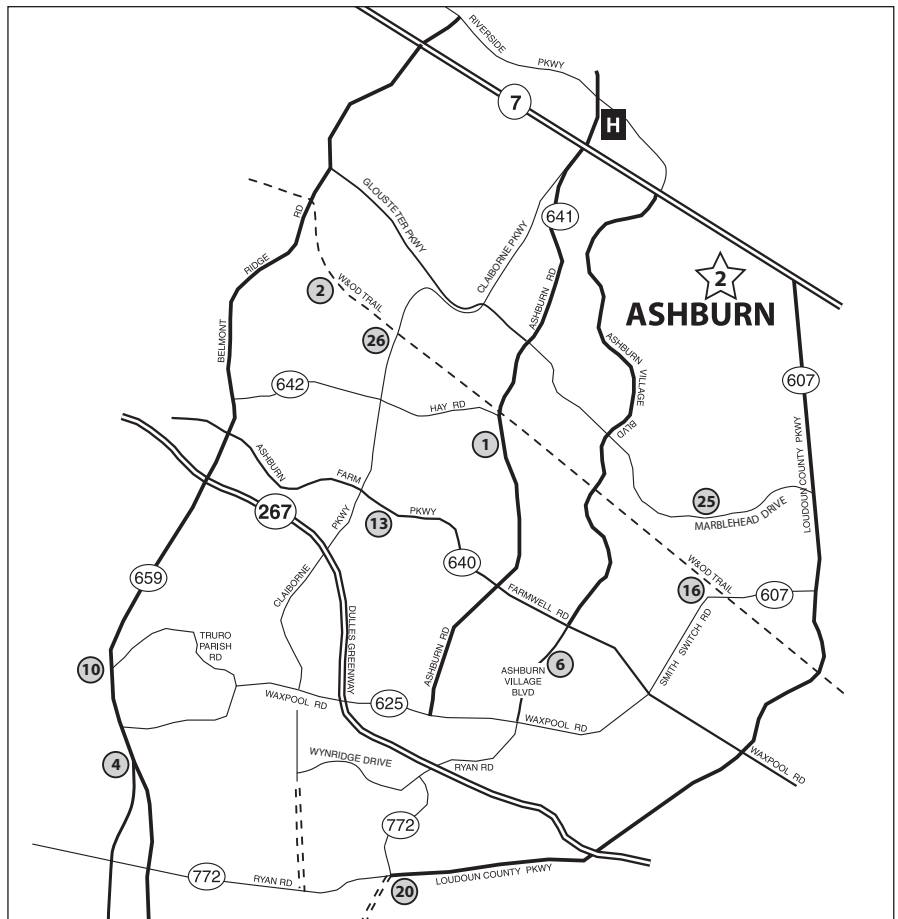 RIVERSIDE
PKWY
7
H
GLOUSTETER PKWY
CLAIBORNE PKWY
641
RD
RIDGE
BELMONT
2
W&OD TRAIL
ASHBURN RD
2
ASHBURN
26
ASHBURN
VILLAGE
BLVD
607
642
HAY RD
1
LOUDOUN COUNTY PKWY
ASHBURN
FARM
PKWY
267
13
PKWY
25
MARBLEHEAD DRIVE
640
W&OD TRAIL
16
607
659
CLAIBORNE
FARMWELL RD
DULLES GREENWAY
SMITH SWITCH RD
TRURO
PARISH
RD
10
ASHBURN RD
6
ASHBURN
VILLAGE
BLVD
WAXPOOL RD
625
WAXPOOL RD
WAXPOOL RD
4
WYNRIDGE DRIVE
RYAN RD
772
772
RYAN RD
LOUDOUN COUNTY PKWY
20